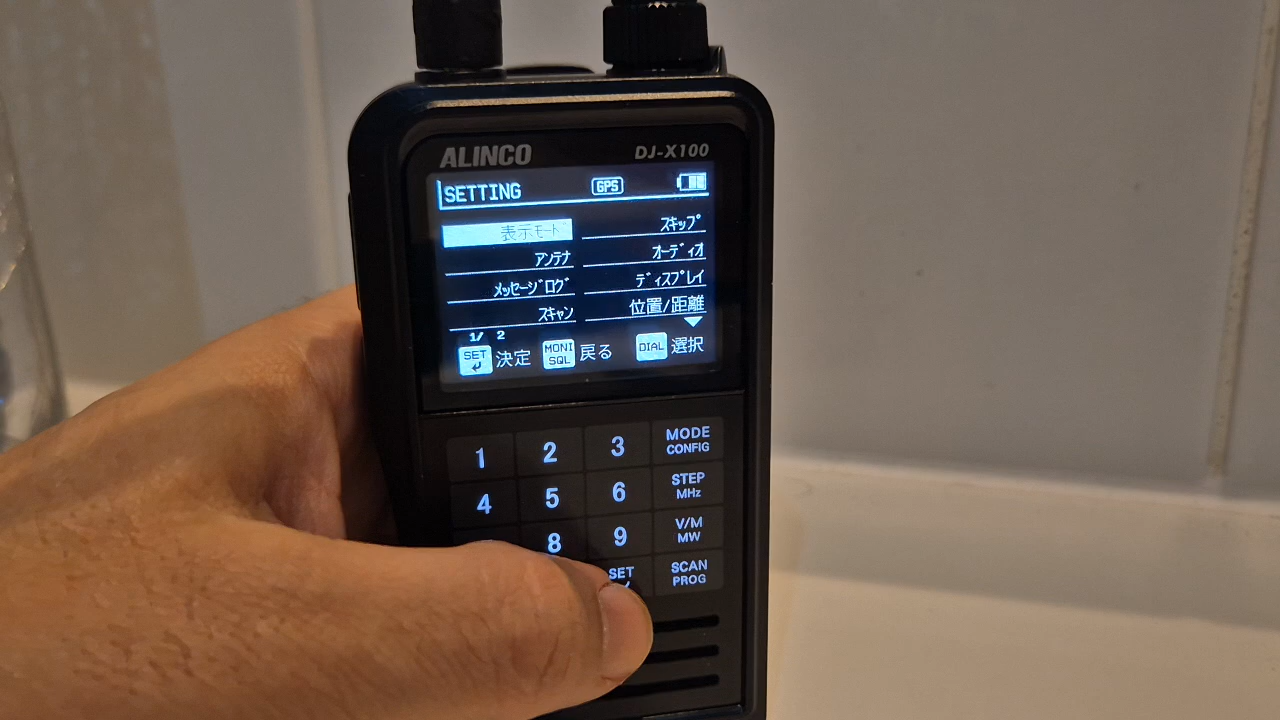 ALINCO DJ-X100
SETTING GPS
表示モード スキップ
アンテナ オーディオ
メッセージログ ディスプレイ
スキャン 位置/距離
1/ 2
SET 決定 MONI SQL 戻る DIAL 選択
1 2 3 MODE CONFIG
4 5 6 STEP MHz
8 9 V/M MW
SET SCAN PROG